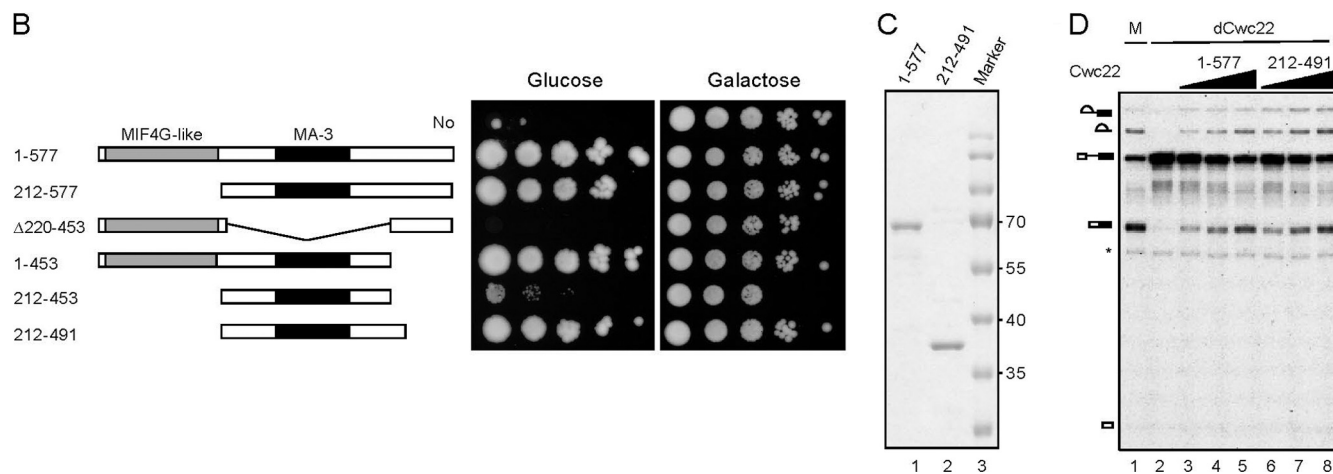 B
No
MIF4G-like
MA-3
1-577
212-577
Δ220-453
1-453
212-453
212-491
Glucose
Galactose
C
1-577
212-491
Marker
70
55
40
35
1 2 3
D
M
dCwc22
Cwc22
1-577
212-491
*
1 2 3 4 5 6 7 8